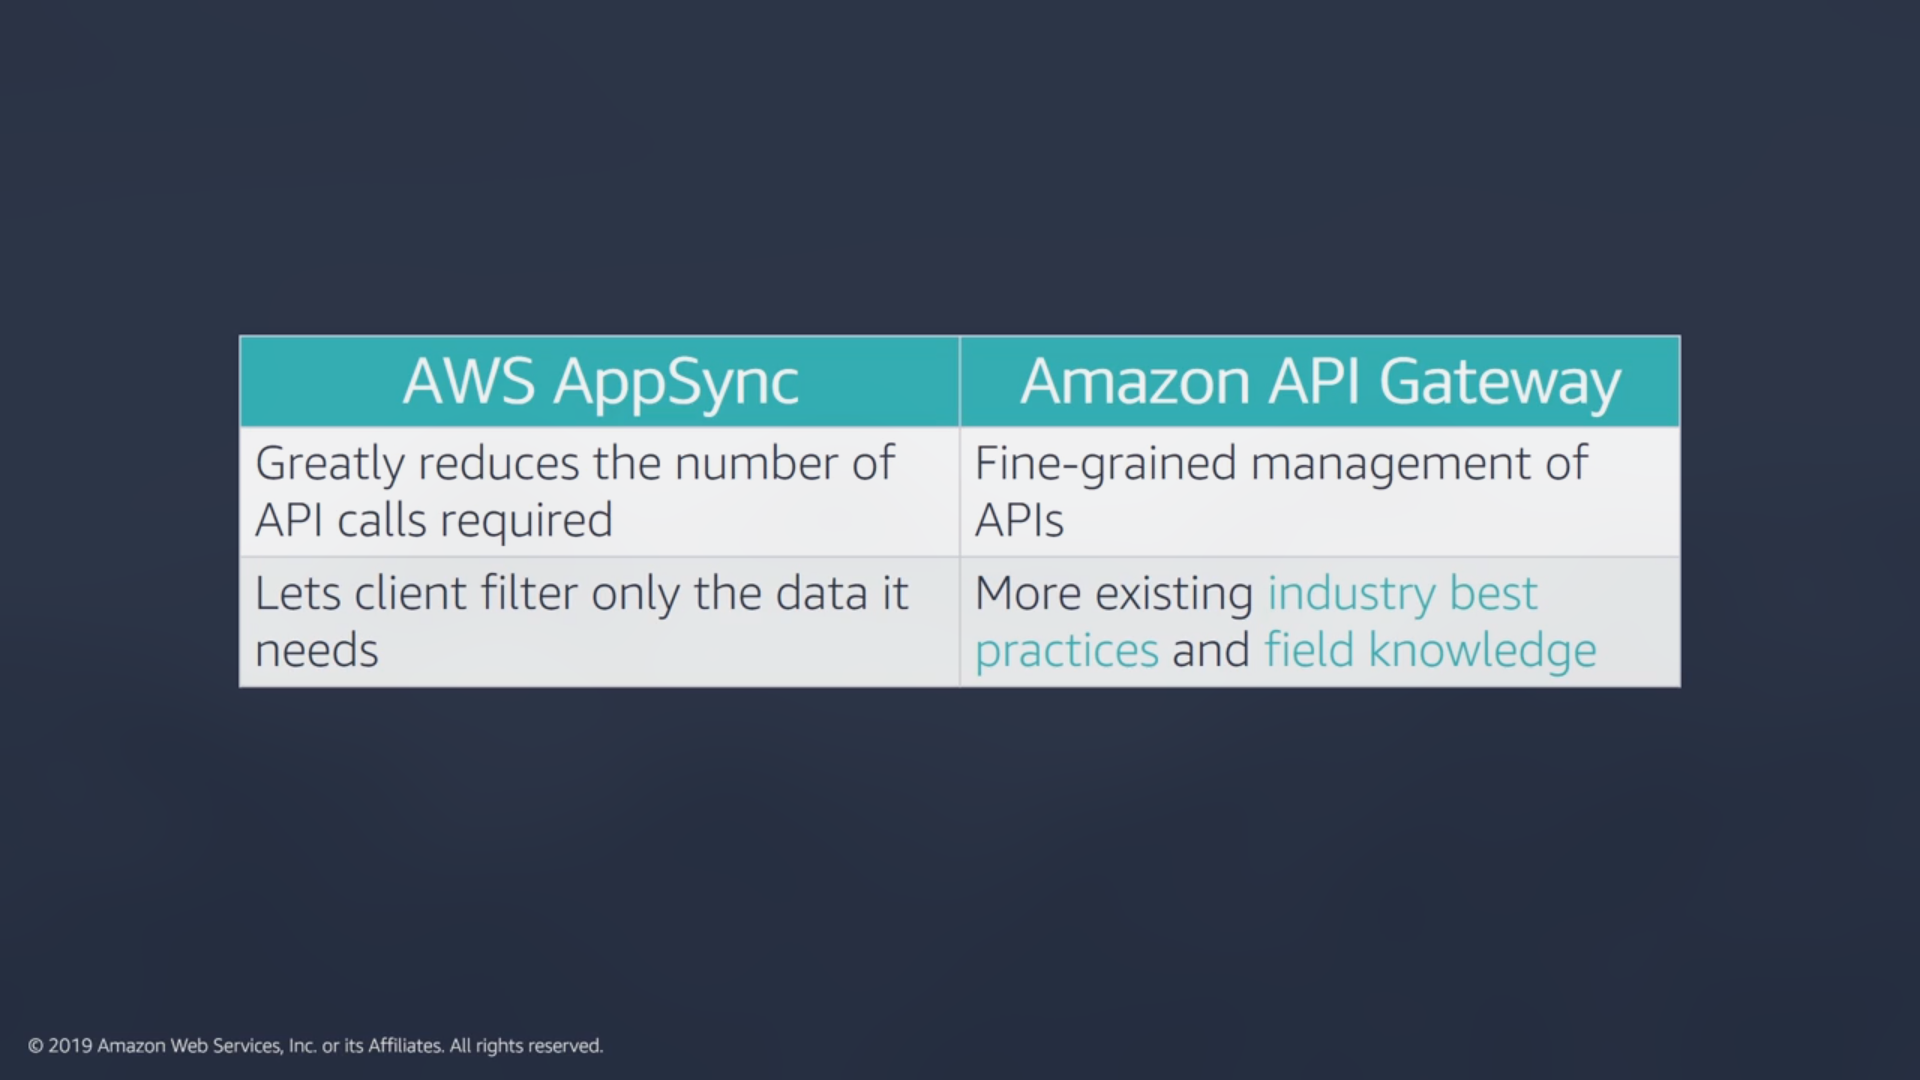 AWS AppSync
Amazon API Gateway
Greatly reduces the number of
API calls required
Fine-grained management of
APIs
Lets client filter only the data it
needs
More existing industry best
practices and field knowledge
© 2019 Amazon Web Services, Inc. or its Affiliates. All rights reserved.